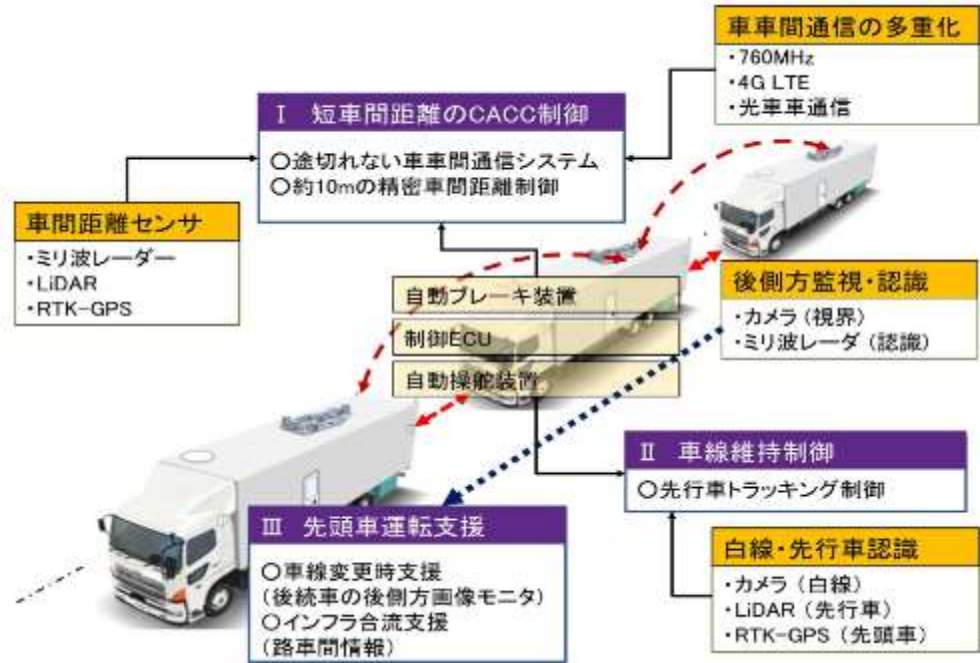 車車間通信の多重化
・760MHz
・4G LTE
・光車車通信
Ⅰ 短車間距離のCACC制御
○途切れない車車間通信システム
○約10mの精密車間距離制御
車間距離センサ
・ミリ波レーダー
・LiDAR
・RTK-GPS
自動ブレーキ装置
制御ECU
自動操舵装置
後側方監視・認識
・カメラ(視界)
・ミリ波レーダ(認識)
Ⅱ 車線維持制御
○先行車トラッキング制御
Ⅲ 先頭車運転支援
○車線変更時支援
(後続車の後側方画像モニタ)
○インフラ合流支援
(路車間情報)
白線・先行車認識
・カメラ(白線)
・LiDAR(先行車)
・RTK-GPS(先頭車)